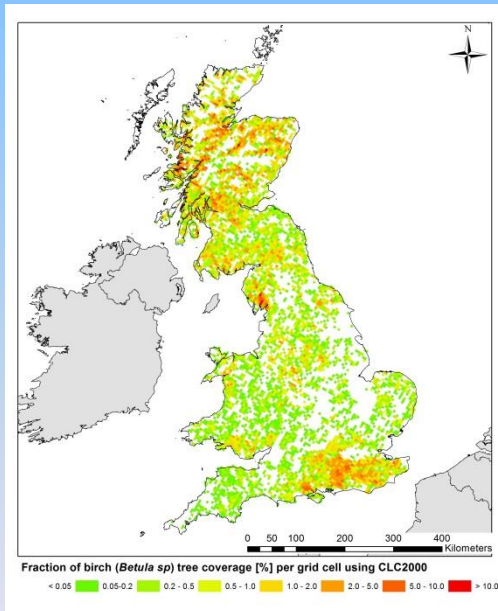 N
0 50 100 200 300 400
Kilometers
Fraction of birch (Betula sp) tree coverage [%] per grid cell using CLC2000
< 0.05 0.05-0.2 0.2 - 0.5 0.5 - 1.0 1.0 - 2.0 2.0 - 5.0 5.0 - 10.0 > 10.0